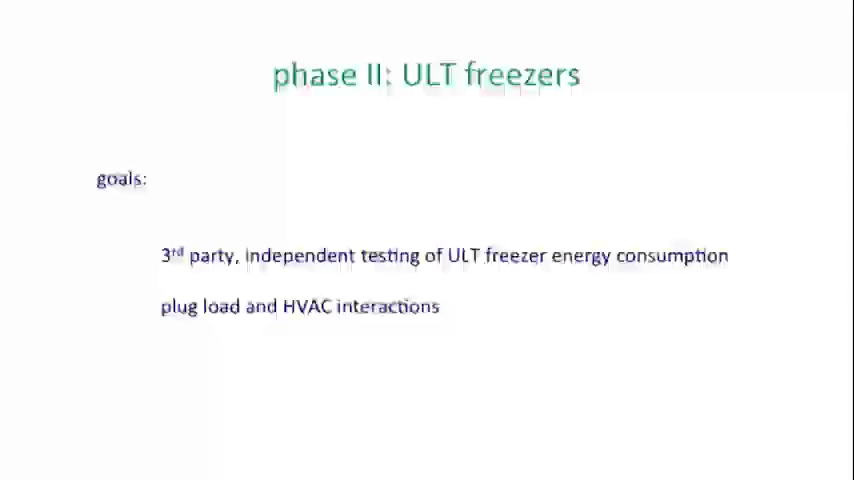 phase II: ULT freezers
goals:
3rd party, independent testing of ULT freezer energy consumption
plug load and HVAC interactions